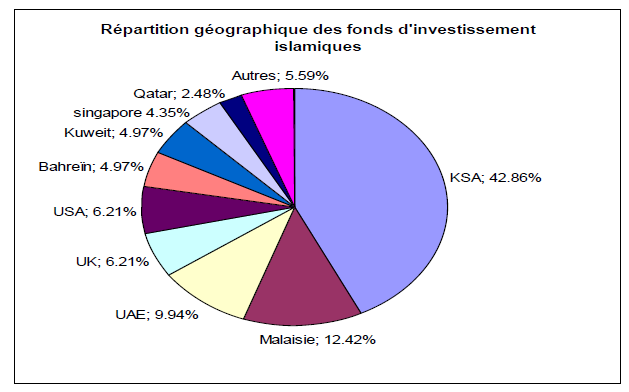 Répartition géographique des fonds d'investissement
islamiques
Autres; 5.59%
Qatar; 2.48%
singapore 4.35%
Kuweit; 4.97%
Bahreïn; 4.97%
USA; 6.21%
UK; 6.21%
UAE; 9.94%
Malaisie; 12.42%
KSA; 42.86%